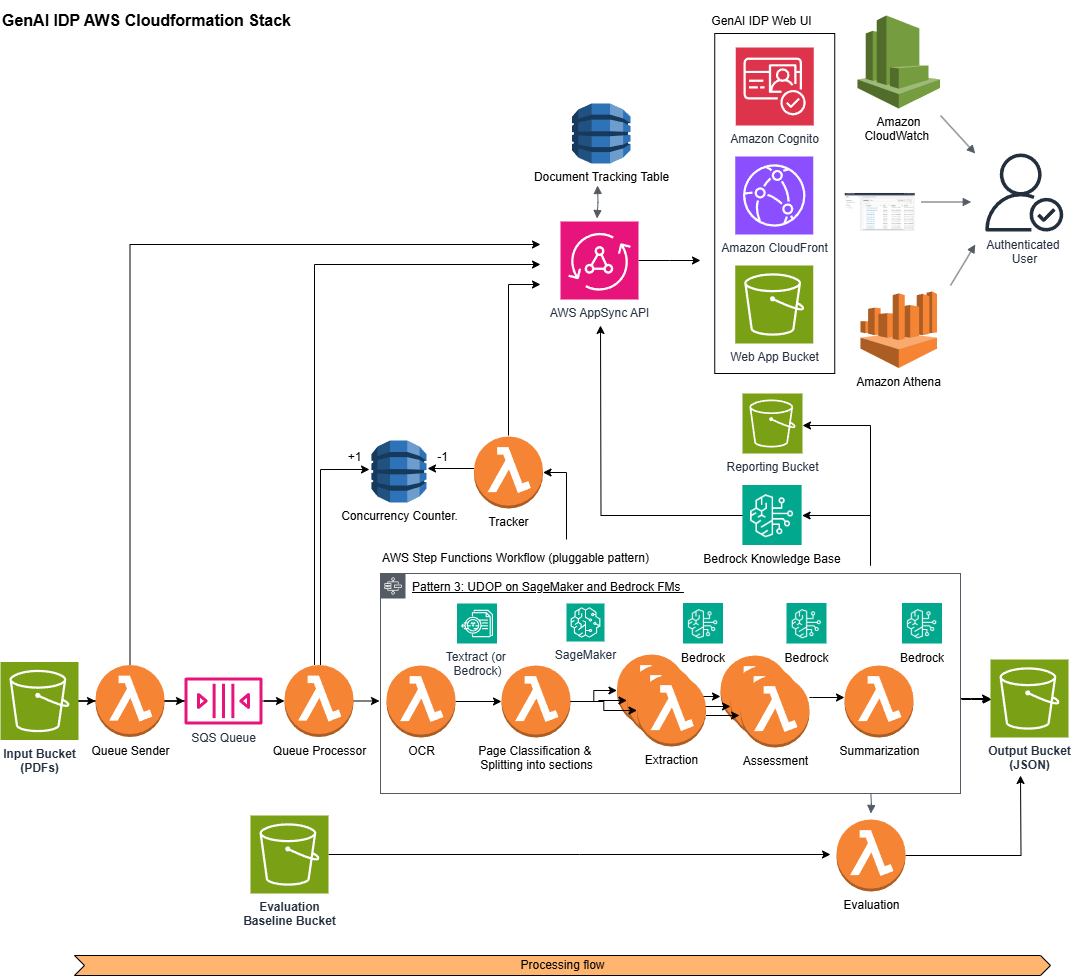 GenAI IDP AWS Cloudformation Stack
GenAI IDP Web UI
Amazon Cognito
Amazon CloudFront
Web App Bucket
Amazon
CloudWatch
Authenticated
User
Amazon Athena
Document Tracking Table
AWS AppSync API
Reporting Bucket
Bedrock Knowledge Base
+1
-1
Concurrency Counter.
Tracker
AWS Step Functions Workflow (pluggable pattern)
Pattern 3: UDOP on SageMaker and Bedrock FMs
Textract (or
Bedrock)
SageMaker
Bedrock
Bedrock
Bedrock
Input Bucket
(PDFs)
Queue Sender
SQS Queue
Queue Processor
OCR
Page Classification &
Splitting into sections
Extraction
Assessment
Summarization
Output Bucket
(JSON)
Evaluation
Baseline Bucket
Evaluation
Processing flow